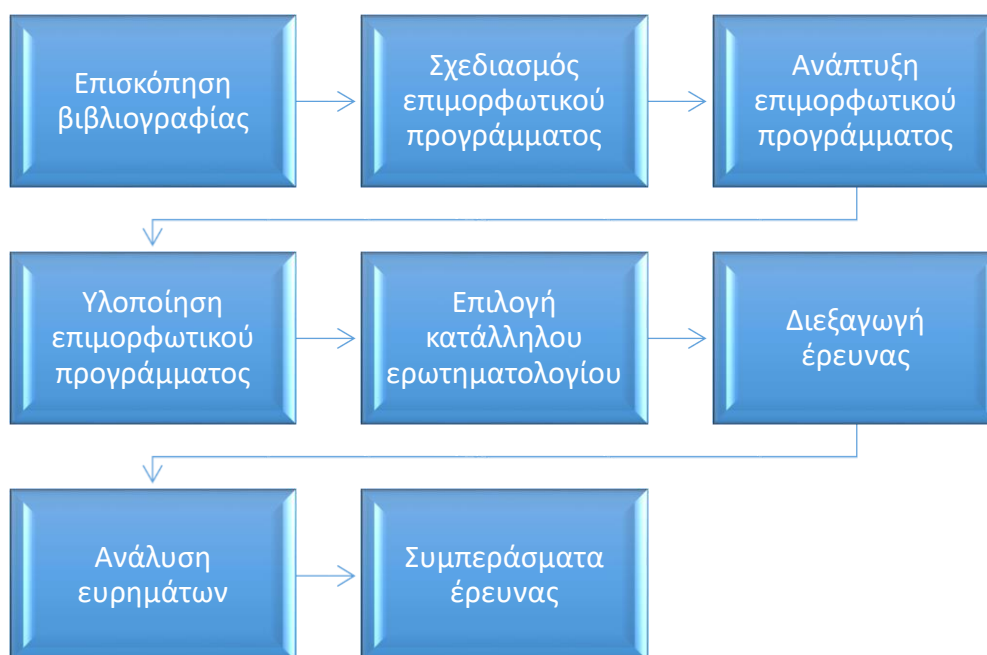 Επισκόπηση
βιβλιογραφίας
Σχεδιασμός
επιμορφωτικού
προγράμματος
Ανάπτυξη
επιμορφωτικού
προγράμματος
Υλοποίηση
επιμορφωτικού
προγράμματος
Επιλογή
κατάλληλου
ερωτηματολογίου
Διεξαγωγή
έρευνας
Ανάλυση
ευρημάτων
Συμπεράσματα
έρευνας